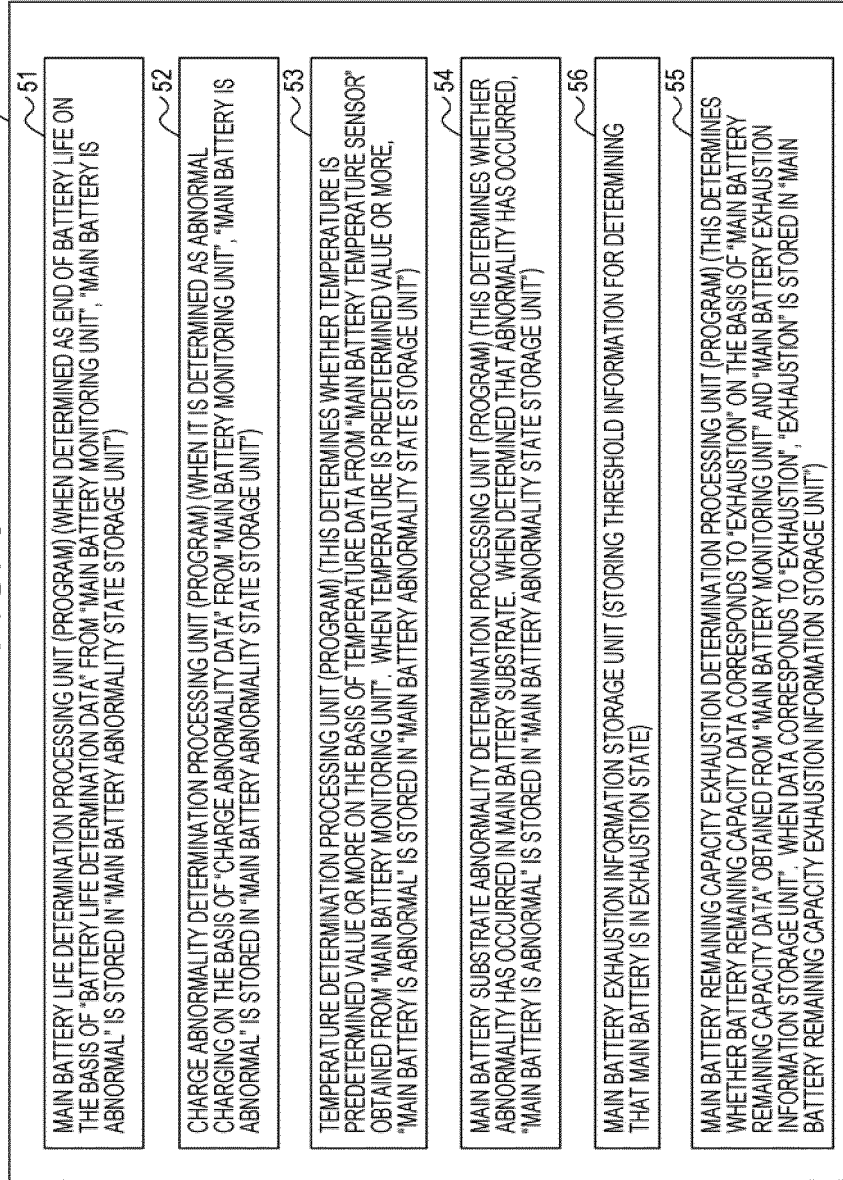 51
MAIN BATTERY LIFE DETERMINATION PROCESSING UNIT (PROGRAM) (WHEN DETERMINED AS END OF BATTERY LIFE ON
THE BASIS OF "BATTERY LIFE DETERMINATION DATA" FROM "MAIN BATTERY MONITORING UNIT", "MAIN BATTERY IS
ABNORMAL" IS STORED IN "MAIN BATTERY ABNORMALITY STATE STORAGE UNIT")
52
CHARGE ABNORMALITY DETERMINATION PROCESSING UNIT (PROGRAM) (WHEN IT IS DETERMINED AS ABNORMAL
CHARGING ON THE BASIS OF "CHARGE ABNORMALITY DATA" FROM "MAIN BATTERY MONITORING UNIT", "MAIN BATTERY IS
ABNORMAL" IS STORED IN "MAIN BATTERY ABNORMALITY STATE STORAGE UNIT")
53
TEMPERATURE DETERMINATION PROCESSING UNIT (PROGRAM) (THIS DETERMINES WHETHER TEMPERATURE IS
PREDETERMINED VALUE OR MORE ON THE BASIS OF TEMPERATURE DATA FROM "MAIN BATTERY TEMPERATURE SENSOR"
OBTAINED FROM "MAIN BATTERY MONITORING UNIT". WHEN TEMPERATURE IS PREDETERMINED VALUE OR MORE,
"MAIN BATTERY IS ABNORMAL" IS STORED IN "MAIN BATTERY ABNORMALITY STATE STORAGE UNIT")
54
MAIN BATTERY SUBSTRATE ABNORMALITY DETERMINATION PROCESSING UNIT (PROGRAM) (THIS DETERMINES WHETHER
ABNORMALITY HAS OCCURRED IN MAIN BATTERY SUBSTRATE. WHEN DETERMINED THAT ABNORMALITY HAS OCCURRED,
"MAIN BATTERY IS ABNORMAL" IS STORED IN "MAIN BATTERY ABNORMALITY STATE STORAGE UNIT")
56
MAIN BATTERY EXHAUSTION INFORMATION STORAGE UNIT (STORING THRESHOLD INFORMATION FOR DETERMINING
THAT MAIN BATTERY IS IN EXHAUSTION STATE)
55
MAIN BATTERY REMAINING CAPACITY EXHAUSTION DETERMINATION PROCESSING UNIT (PROGRAM) (THIS DETERMINES
WHETHER BATTERY REMAINING CAPACITY DATA CORRESPONDS TO "EXHAUSTION" ON THE BASIS OF "MAIN BATTERY
REMAINING CAPACITY DATA" OBTAINED FROM "MAIN BATTERY MONITORING UNIT" AND "MAIN BATTERY EXHAUSTION
INFORMATION STORAGE UNIT". WHEN DATA CORRESPONDS TO "EXHAUSTION", "EXHAUSTION" IS STORED IN "MAIN
BATTERY REMAINING CAPACITY EXHAUSTION INFORMATION STORAGE UNIT")